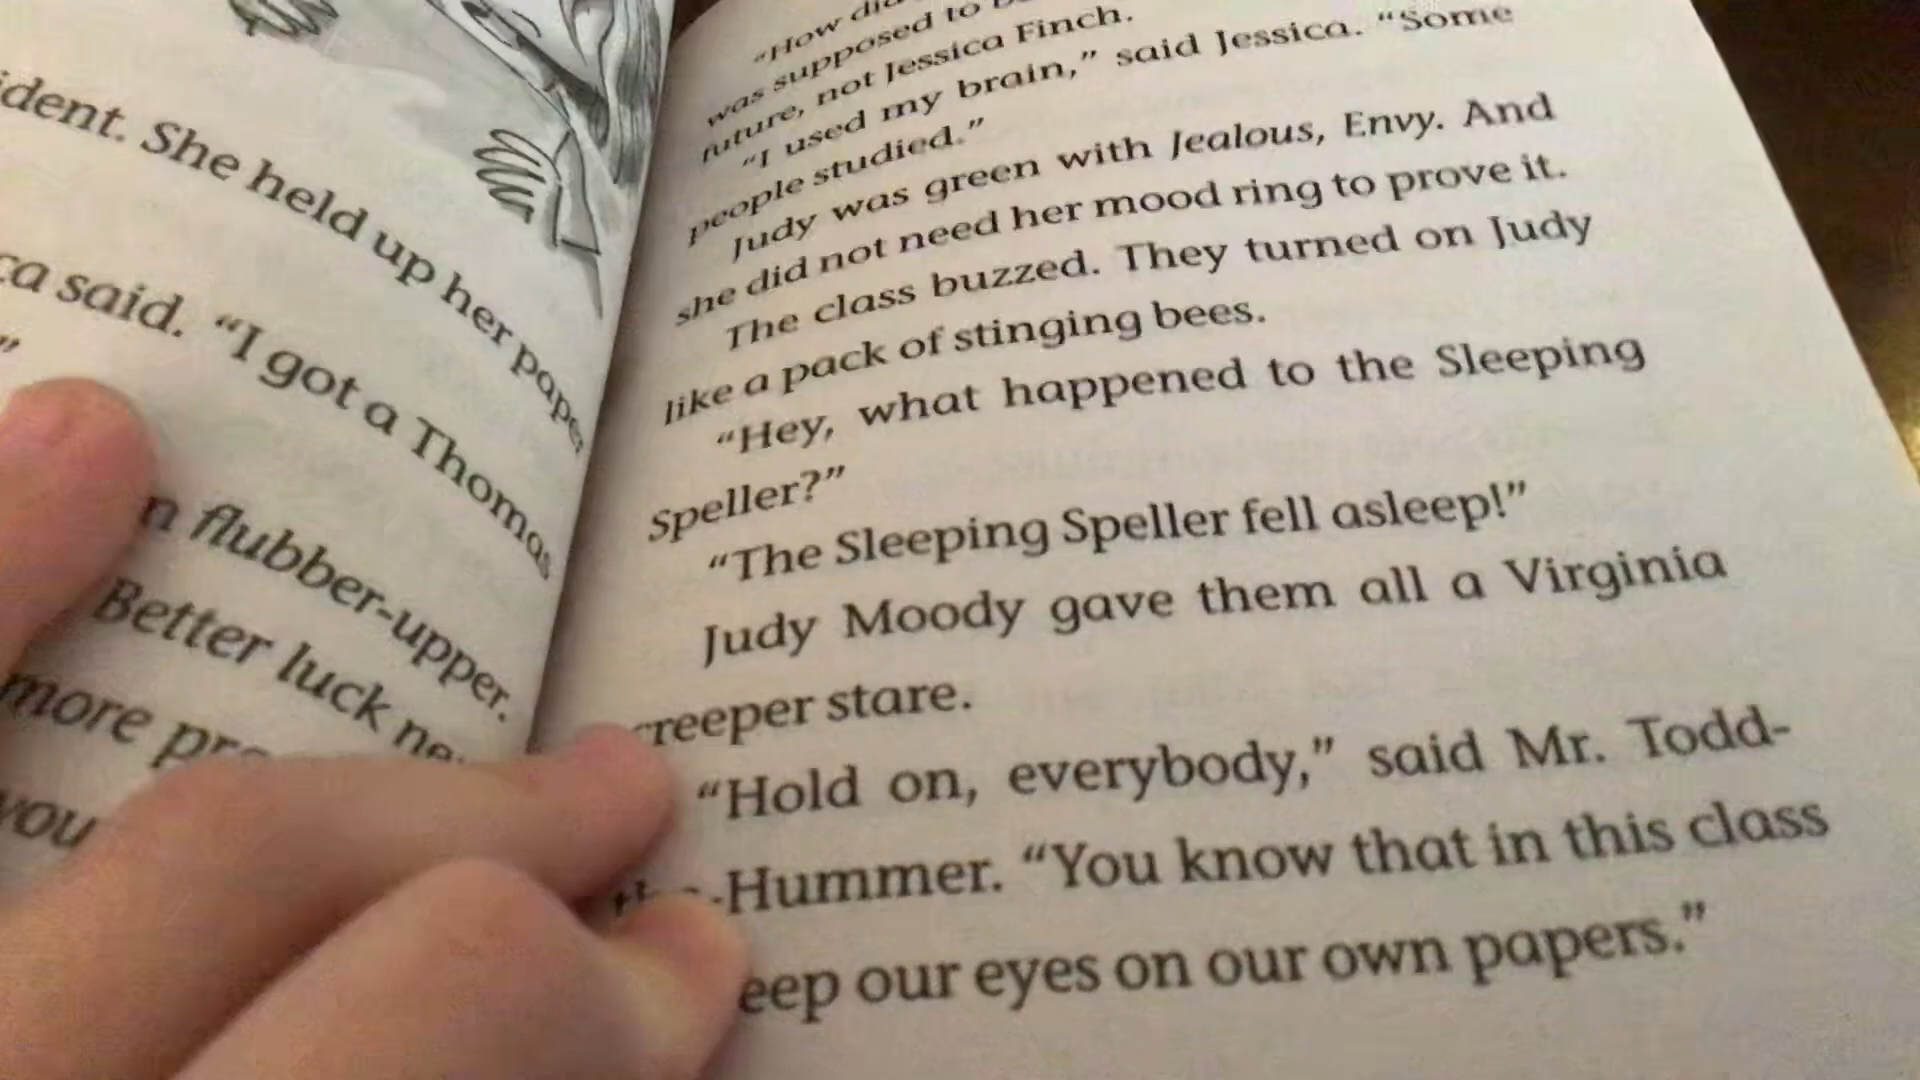 ident. She held up her paper
ca said. "I got a Thomas
"
n flubber-upper.
Better luck
more
you
"How did
was supposed to
future, not Jessica Finch.
"I used my brain," said Jessica. "Some
people studied."
Judy was green with Jealous, Envy. And
she did not need her mood ring to prove it.
The class buzzed. They turned on Judy
like a pack of stinging bees.
"Hey, what happened to the Sleeping
Speller?"
"The Sleeping Speller fell asleep!"
Judy Moody gave them all a Virginia
creeper stare.
"Hold on, everybody," said Mr. Todd-
-Hummer. "You know that in this class
eep our eyes on our own papers."